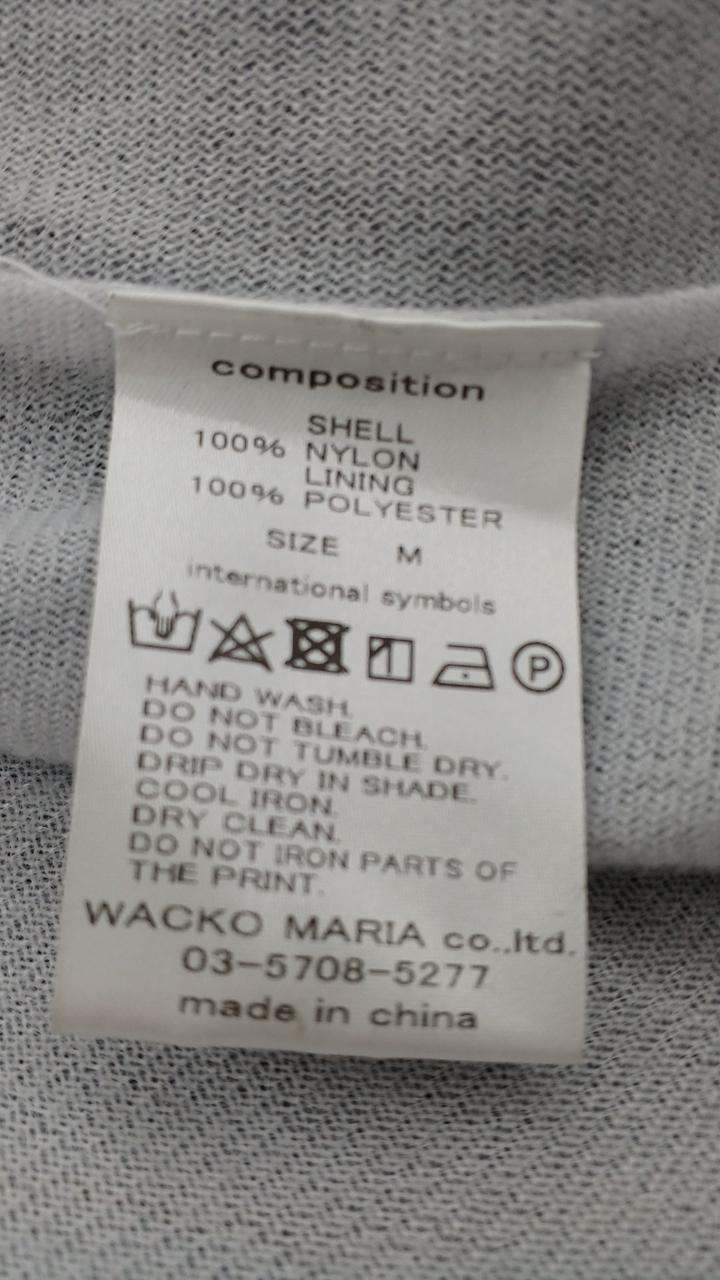 composition
SHELL
100% NYLON
LINING
100% POLYESTER
SIZE M
international symbols
P
HAND WASH.
DO NOT BLEACH.
DO NOT TUMBLE DRY.
DRIP DRY IN SHADE.
COOL IRON.
DRY CLEAN.
DO NOT IRON PARTS OF
THE PRINT.
WACKO MARIA co.,ltd.
03-5708-5277
made in china